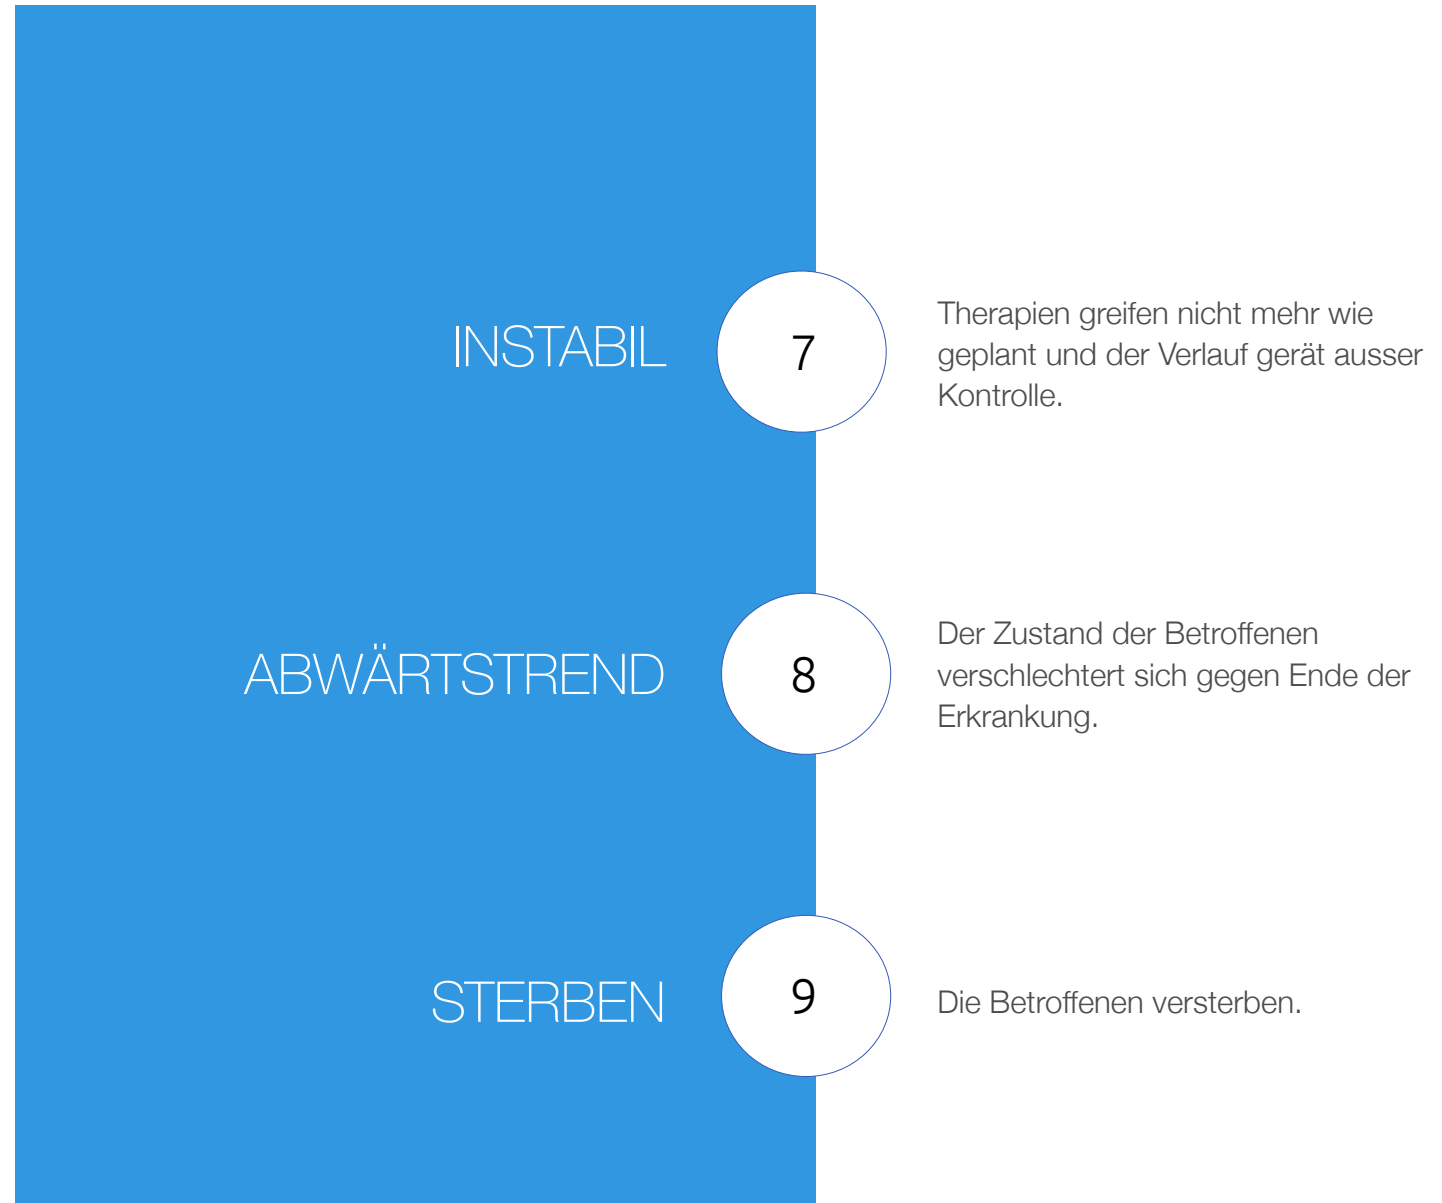 INSTABIL
7
Therapien greifen nicht mehr wie
geplant und der Verlauf gerät ausser
Kontrolle.
ABWÄRTSTREND
8
Der Zustand der Betroffenen
verschlechtert sich gegen Ende der
Erkrankung.
STERBEN
9
Die Betroffenen versterben.